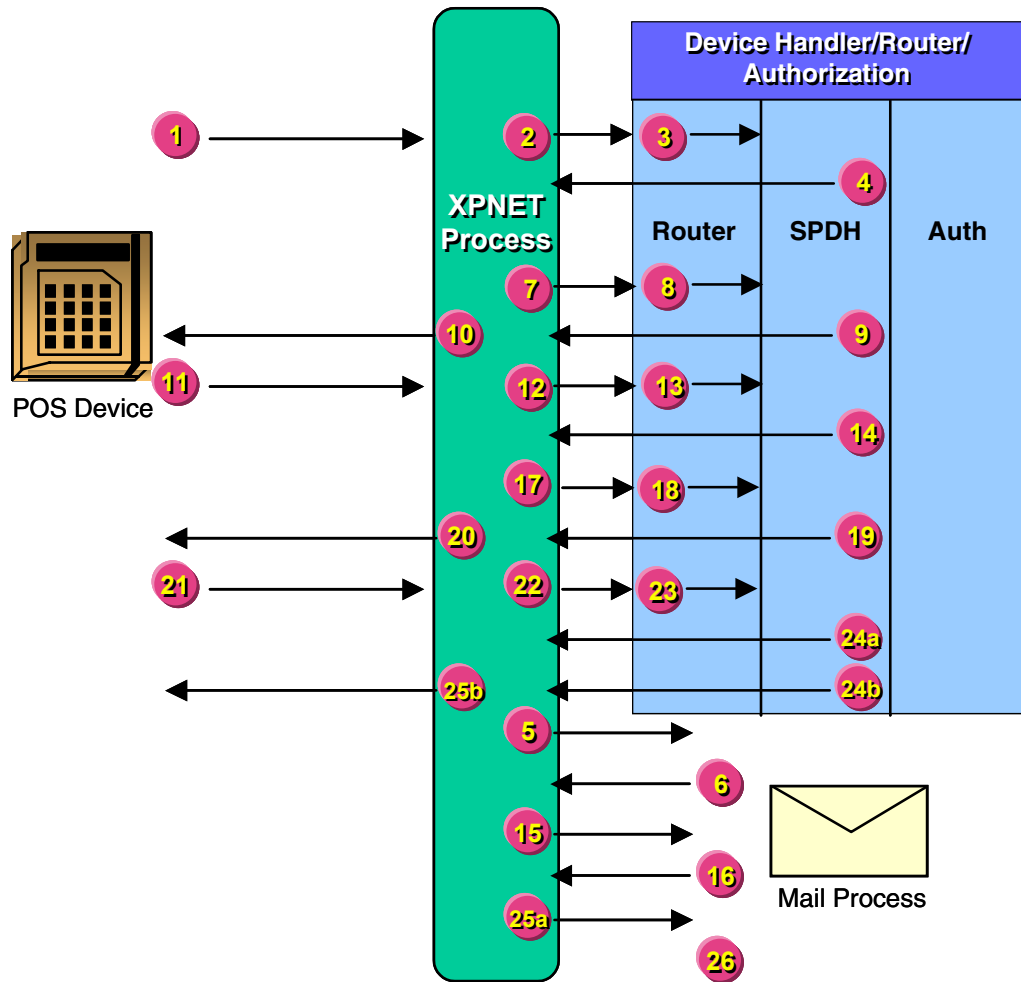 Device Handler/Router/
Authorization
1
2
3
4
XPNET
Process
Router
SPDH
Auth
7
8
10
9
11
12
13
POS Device
14
17
18
20
19
21
22
23
24a
25b
24b
5
6
15
16
Mail Process
25a
26